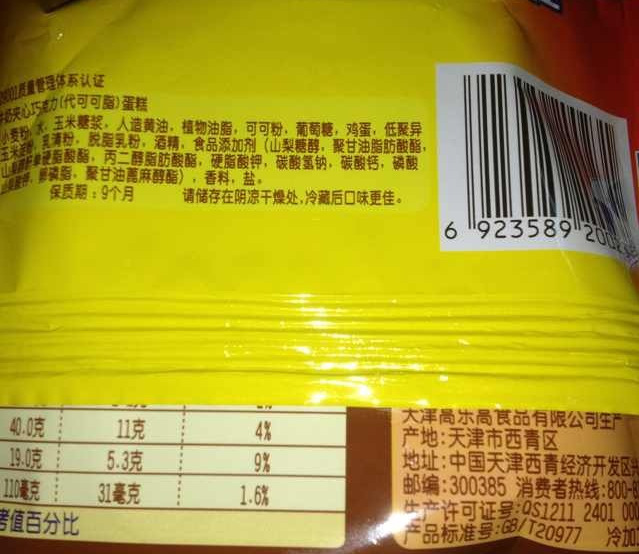 质量管理体系认证
夹心巧克力(代可可脂)蛋糕
小麦粉，水，玉米糖浆，人造黄油，植物油脂，可可粉，葡萄糖，鸡蛋，低聚异
乳清粉，脱脂乳粉，酒精，食品添加剂（山梨糖醇，聚甘油脂肪酸酯，
硬脂酸酯，丙二醇脂肪酸酯，硬脂酸钾，碳酸氢钠，碳酸钙，磷酸
磷脂，聚甘油蓖麻醇酯），香料，盐。
保质期：9个月 请储存在阴凉干燥处，冷藏后口味更佳。
6 923589 200
40.0克 11克 4%
19.0克 5.3克 9%
110毫克 31毫克 1.6%
考值百分比
天津高乐高食品有限公司生产
产地:天津市西青区
地址:中国天津西青经济开发区
邮编:300385 消费者热线:800-8
生产许可证号:QS1211 2401 000
产品标准号:GB/T20977 冷加